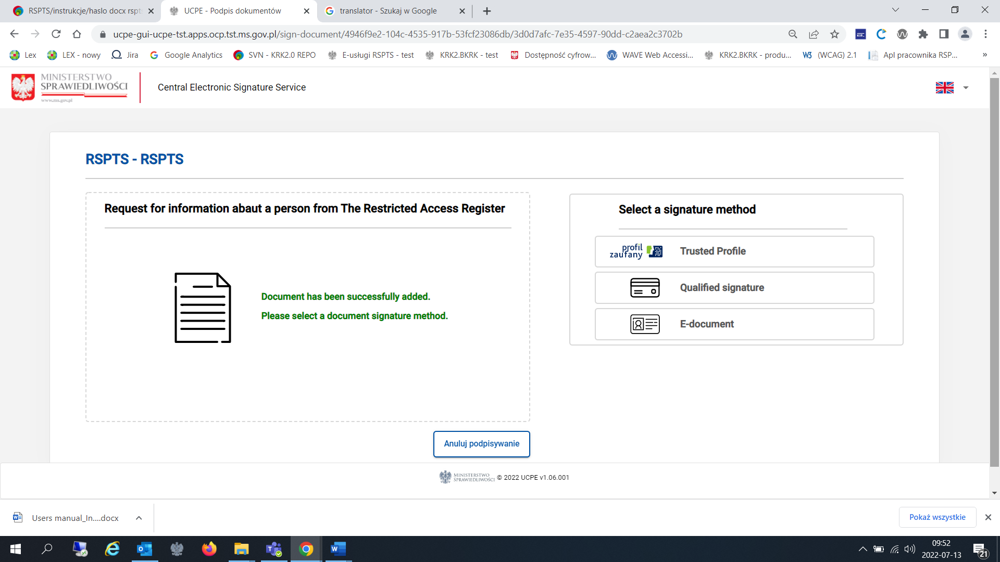 RSPTS/instrukcje/haslo docx rspts
UCPE - Podpis dokumentów
translator - Szukaj w Google
ucpe-gui-ucpe-tst.apps.ocp.tst.ms.gov.pl/sign-document/4946f9e2-104c-4535-917b-53fcf23086db/3d0d7afc-7e35-4597-90dd-c2aea2c3702b
KIR.
Lex
LEX - nowy
Jira
Google Analytics
SVN - KRK2.0 REPO
E-usługi RSPTS - test
KRK2.BKRK - test
Dostępność cyfrow...
WAVE Web Accessi...
KRK2.BKRK - produ...
W3 (WCAG) 2.1
Apl pracownika RSP...
»
MINISTERSTWO
SPRAWIEDLIWOŚCI
www.ms.gov.pl
Central Electronic Signature Service
RSPTS - RSPTS
Request for information abaut a person from The Restricted Access Register
Document has been successfully added.
Please select a document signature method.
Select a signature method
profil
zaufany
Trusted Profile
Qualified signature
E-document
Anuluj podpisywanie
MINISTERSTWO
SPRAWIEDLIWOŚCI
© 2022 UCPE v1.06.001
Users manual_In....docx
Pokaż wszystkie
09:52
2022-07-13
21